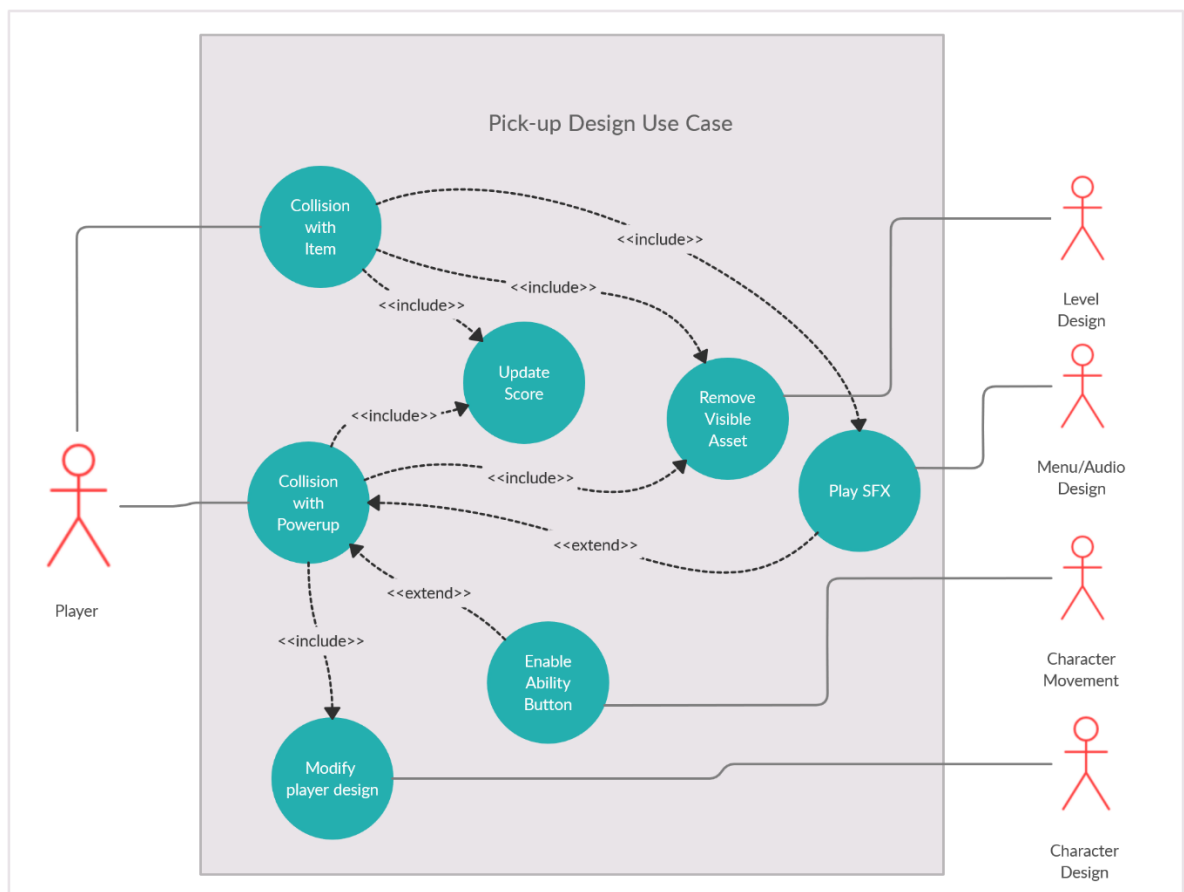 Pick-up Design Use Case
Collision
with
Item
<<include>>
<<include>>
<<include>>
Level
Design
Update
Score
Remove
Visible
Asset
<<include>>
Collision
with
Powerup
<<include>>
Play SFX
Menu/Audio
Design
<<extend>>
<<extend>>
Player
<<include>>
Enable
Ability
Button
Character
Movement
Modify
player design
Character
Design